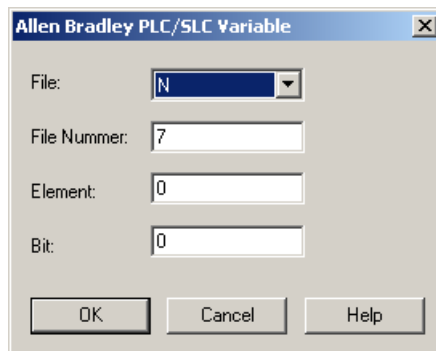 Allen Bradley PLC/SLC Variable
File: N
File Nummer: 7
Element: 0
Bit: 0
OK Cancel Help